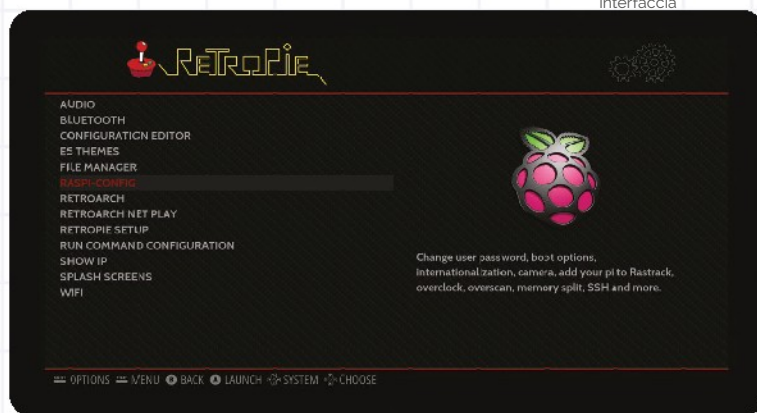 interfaccia
RETROPIE
AUDIO
BLUETOOTH
CONFIGURATION EDITOR
ES THEMES
FILE MANAGER
RASPI-CONFIG
RETROARCH
RETROARCH NET PLAY
RETROPIE SETUP
RUN COMMAND CONFIGURATION
SHOW IP
SPLASH SCREENS
WIFI
Change user password, boot options,
internationalization, camera, add your pi to Rastrack,
overclock, overscan, memory split, SSH and more.
OPTIONS MENU B BACK A LAUNCH SYSTEM CHOOSE